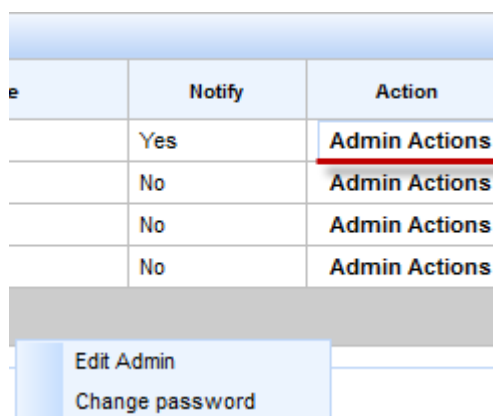 e Notify Action
Yes Admin Actions
No Admin Actions
No Admin Actions
No Admin Actions
Edit Admin
Change password